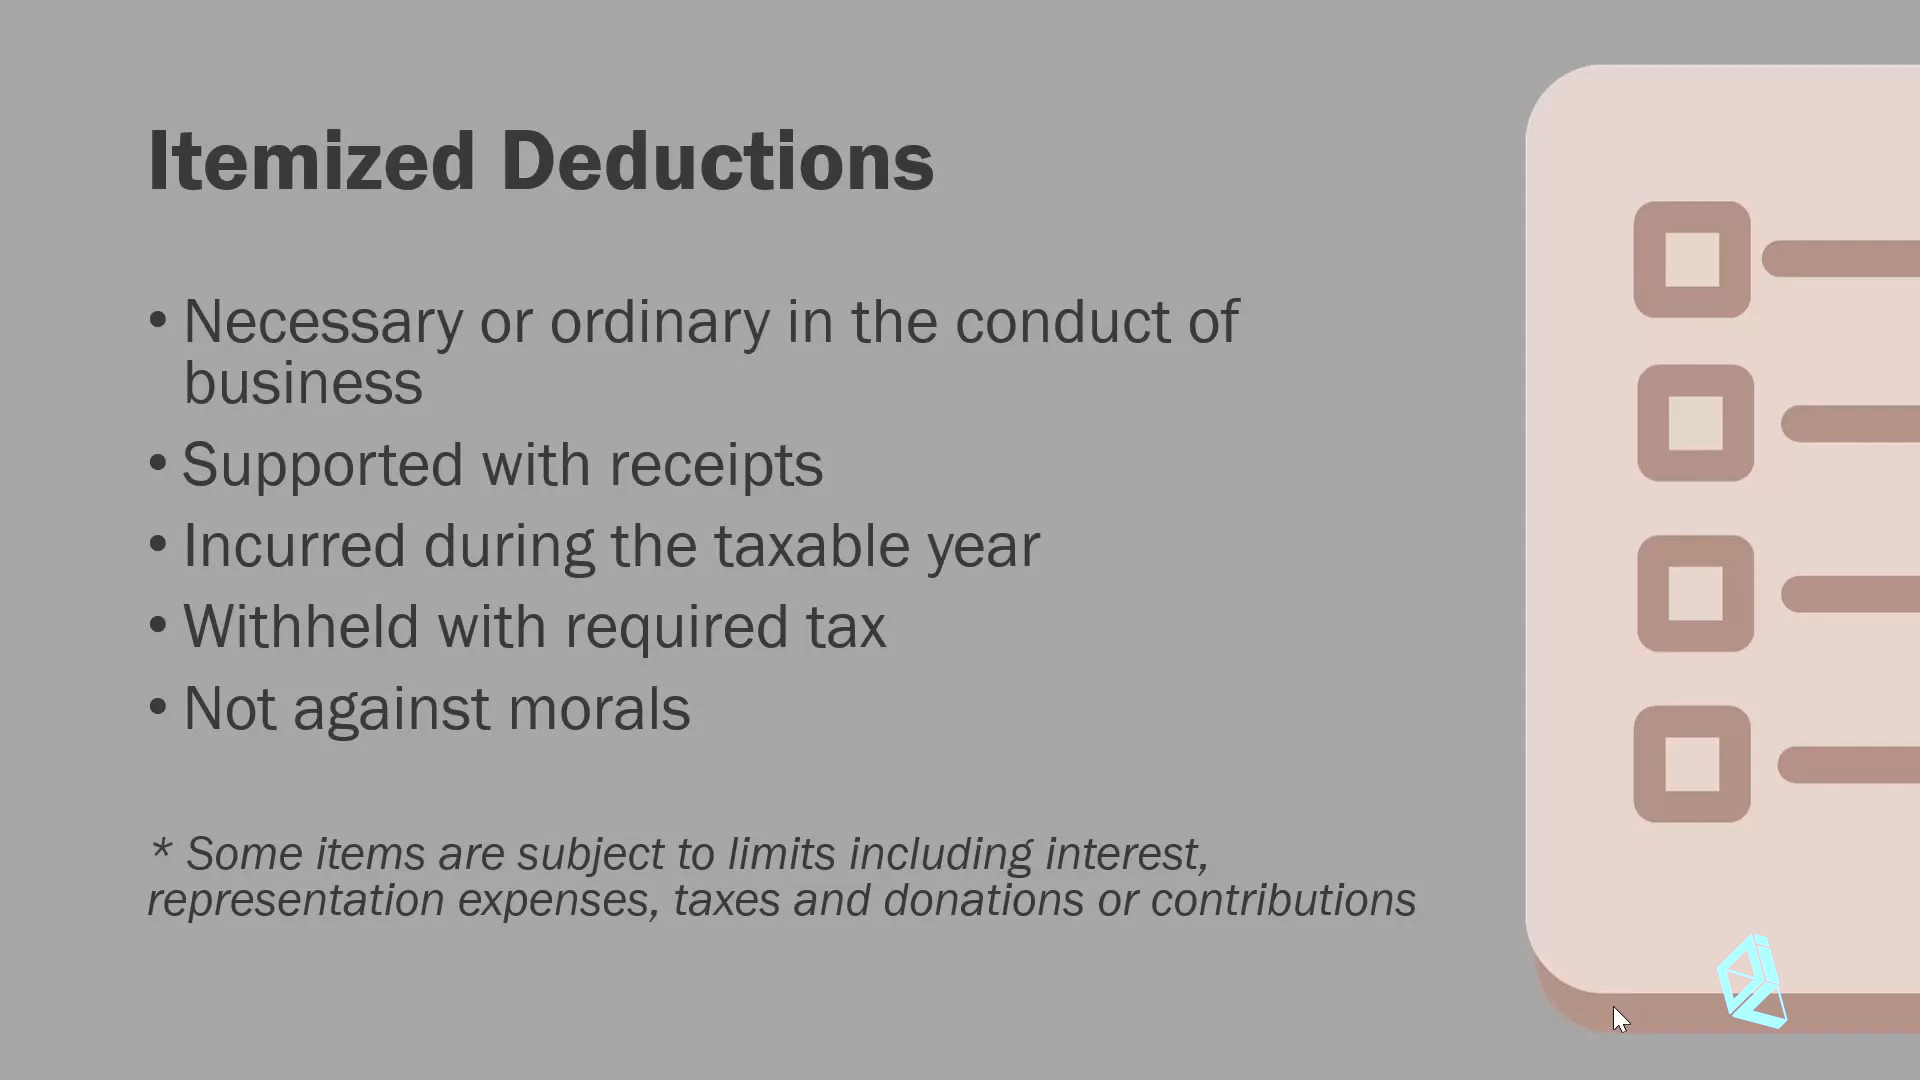 Itemized Deductions
• Necessary or ordinary in the conduct of
business
• Supported with receipts
• Incurred during the taxable year
• Withheld with required tax
• Not against morals
* Some items are subject to limits including interest,
representation expenses, taxes and donations or contributions